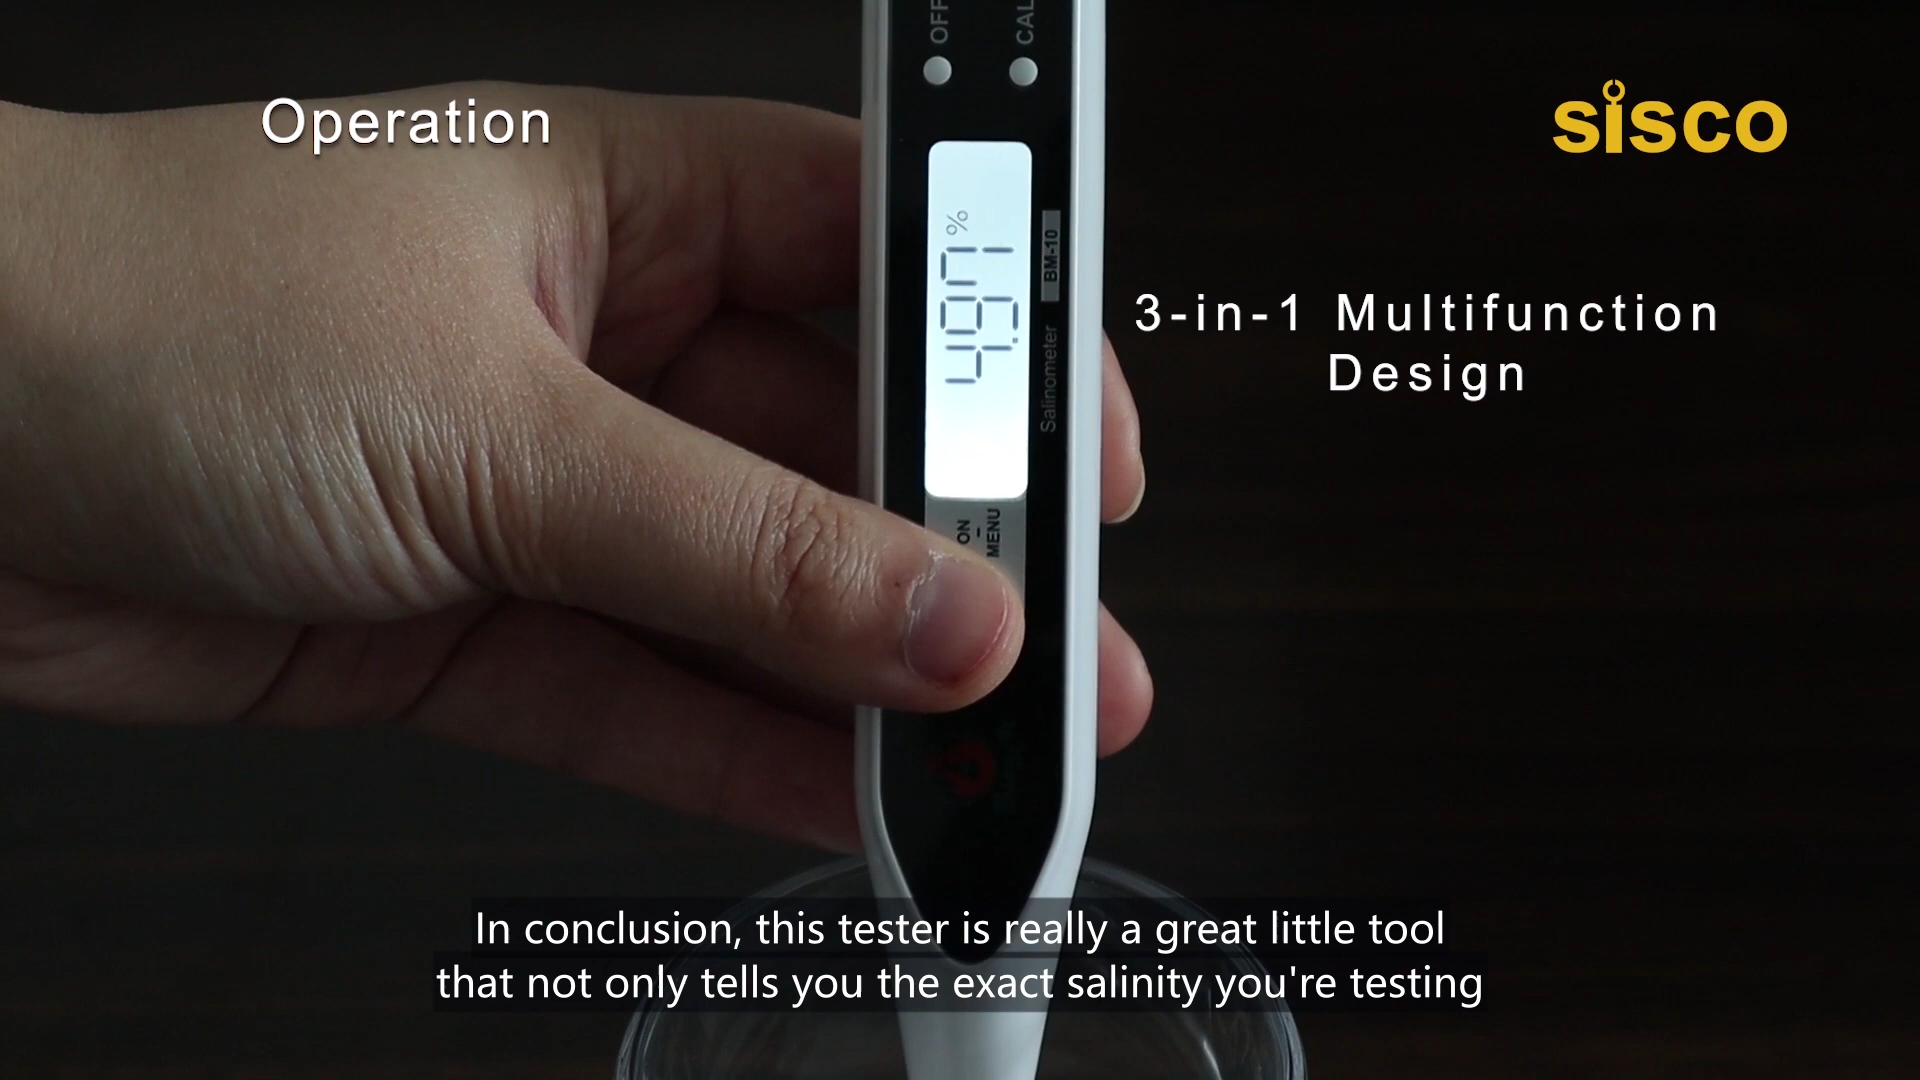 Operation
sisco
OFF
CAL
4.87 %
BM-10
Salinometer
3-in-1 Multifunction
Design
ON
-
MENU
In conclusion, this tester is really a great little tool
that not only tells you the exact salinity you're testing